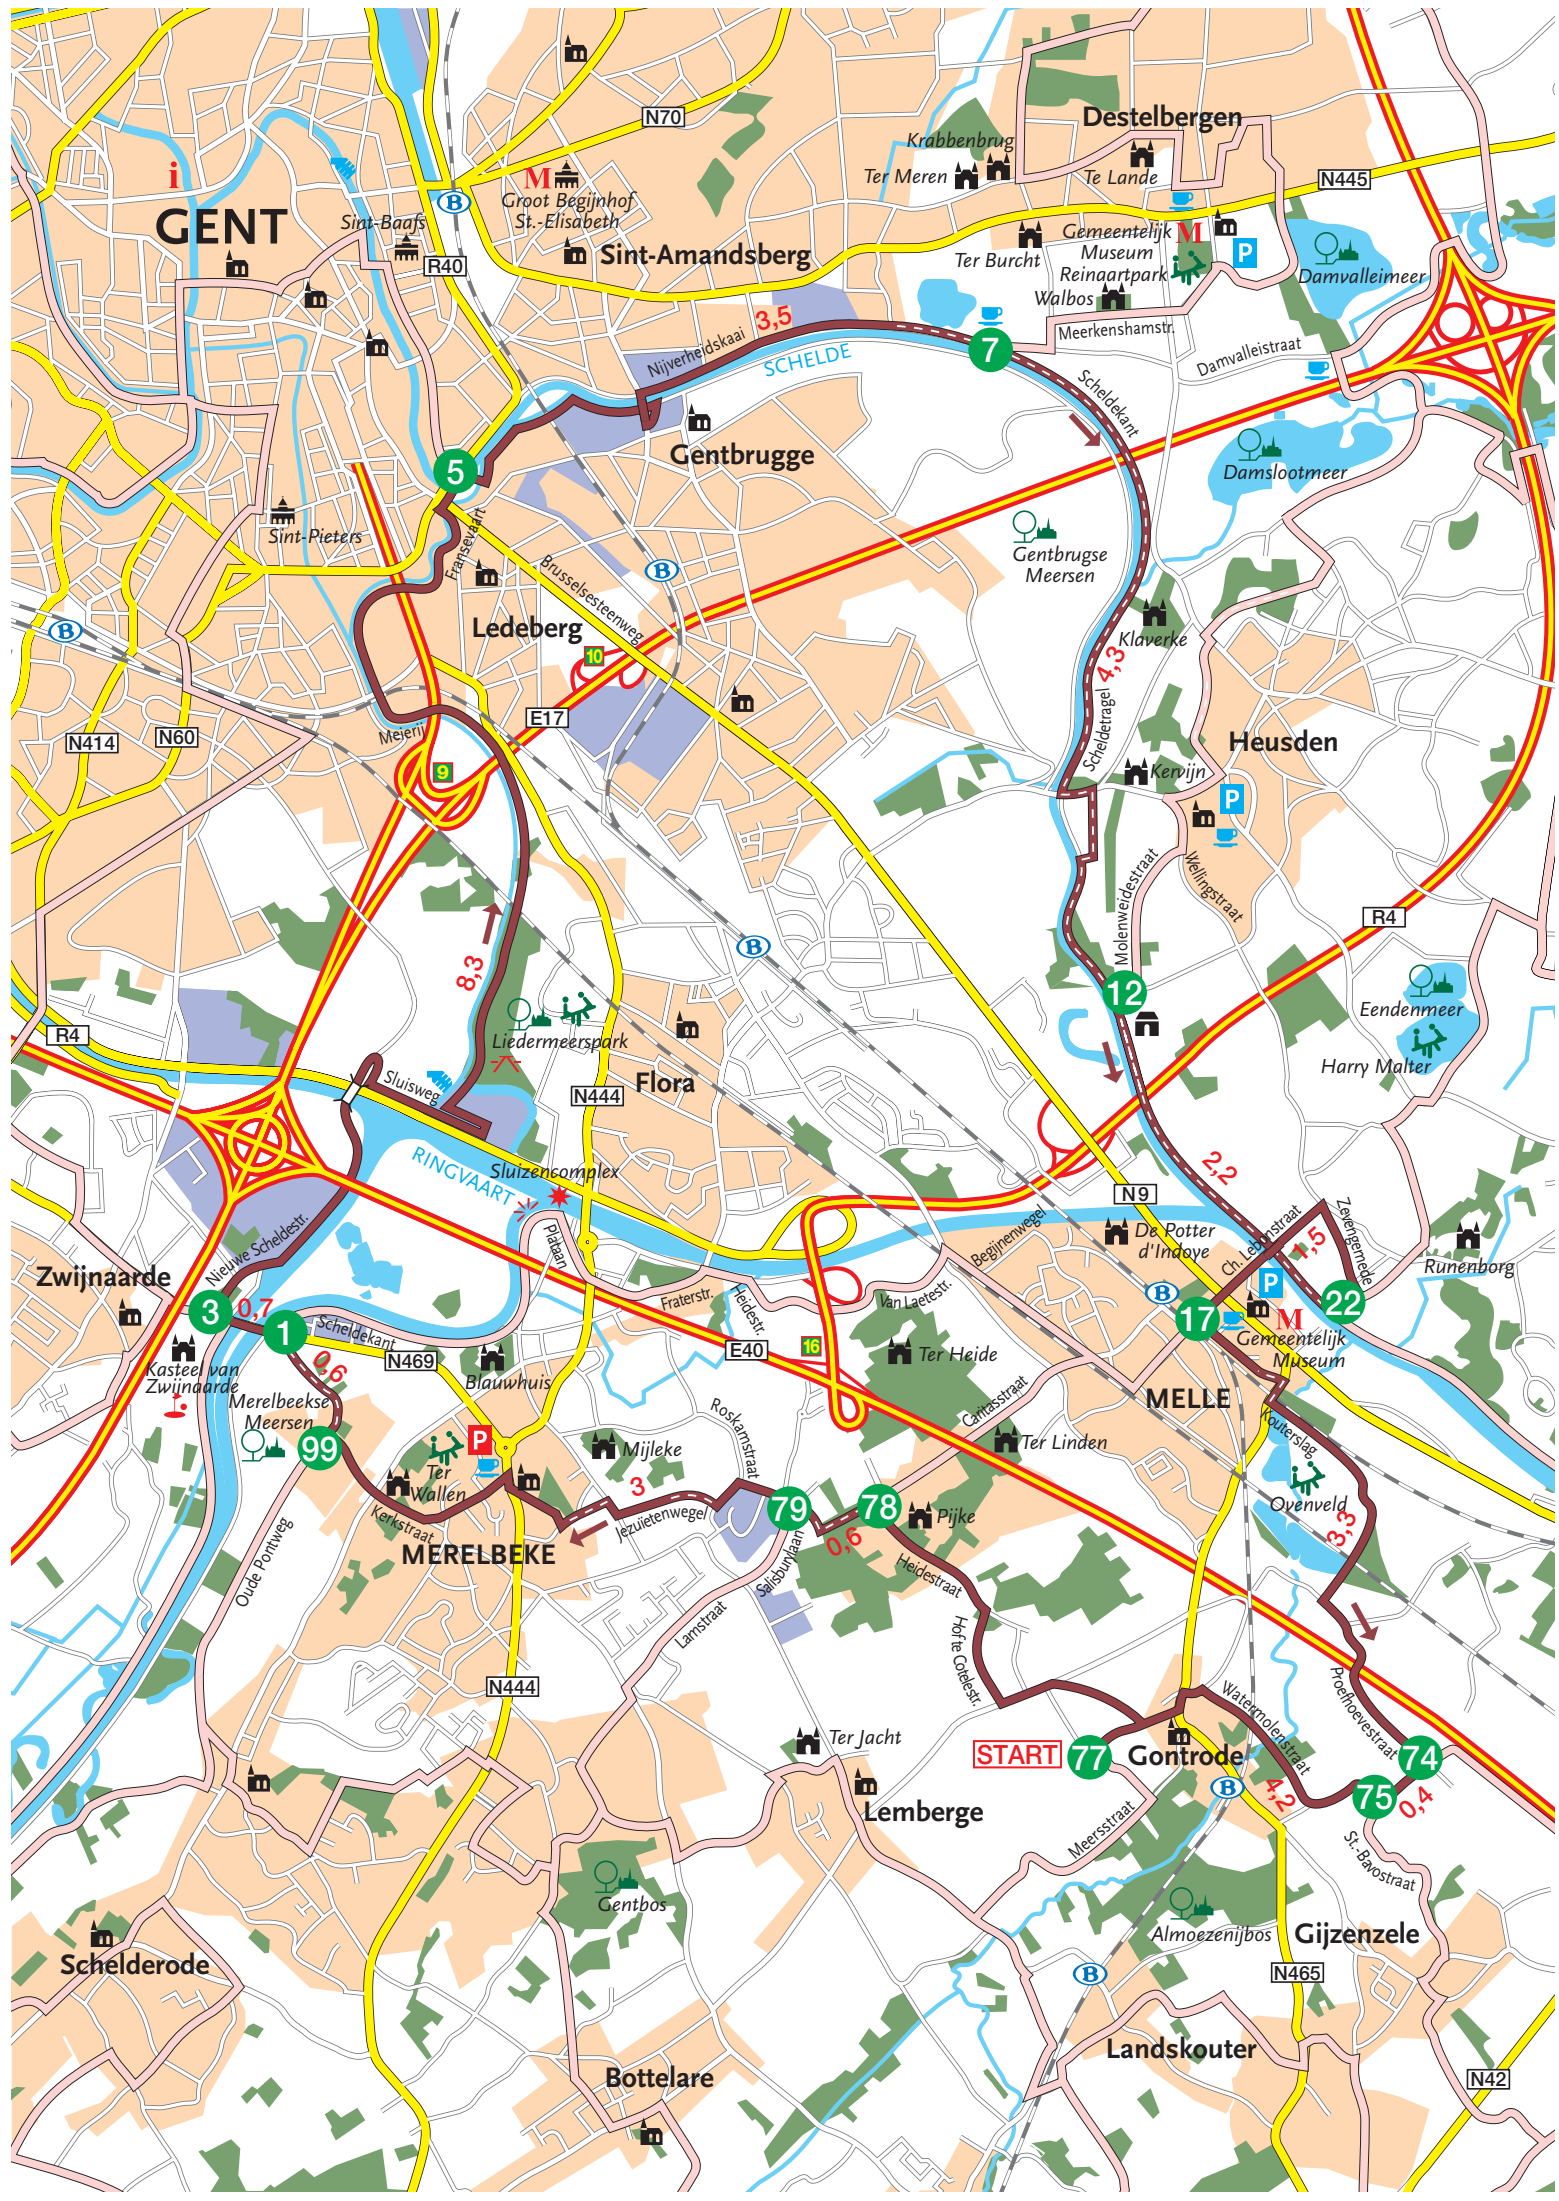 N70
Destelbergen
Krabbenbrug
Ter Meren
Te Lande
N445
i
M
Groot Begijnhof
St.-Elisabeth
B
GENT
Sint-Baafs
R40
Sint-Amandsberg
Gemeentelijk
Museum
M
P
Reinaartpark
Ter Burcht
Walbos
Damvalleimeer
3,5
Nijverheidskaai
SCHELDE
7
Meerkenshamstr.
Damvalleistraat
Scheldekant
5
Gentbrugge
Damslootmeer
Sint-Pieters
Fransevaart
Brusselsesteenweg
B
Gentbrugse
Meersen
Klaverke
B
Ledeberg
10
4,3
E17
Scheldetragel
N414
N60
Meierij
9
Heusden
Kervijn
P
Molenweidestraat
Wellingstraat
R4
B
8,3
12
Eendenmeer
Harry Malter
R4
Liedermeerspark
Flora
Sluisweg
N444
RINGVAART
Sluizencomplex
2,2
N9
De Potter
d'Indoye
Begijnenwegel
Ch. Lebonstraat
Zevengemede
1,5
Runenborg
Plataan
Nieuwe Scheldestr.
Zwijnaarde
3
0,7
1
Scheldekant
N469
Fraterstr.
Heidestr.
Van Laetestr.
B
17
P
22
M
Gemeentelijk
Museum
E40
16
Ter Heide
Kasteel van
Zwijnaarde
0,6
Blauwhuis
Merelbeekse
Meersen
99
MELLE
Caritasstraat
Roskamstraat
P
Ter
Wallen
Mijleke
Ter Linden
Kouterslag
Kerkstraat
3
Jezuïetenwegel
79
78
Pijke
0,6
Ovenveld
3,3
MERELBEKE
Oude Pontweg
Salisburylaan
Heidestraat
Lamstraat
Hof te Cotelestr.
Proefhoevestraat
N444
Watermolenstraat
Ter Jacht
START
77
Gontrode
B
74
75
4,2
0,4
Lemberge
Meersstraat
St.-Bavostraat
Gentbos
Almoezenijbos
Gijzenzele
Schelderode
B
N465
Landskouter
Bottelare
N42